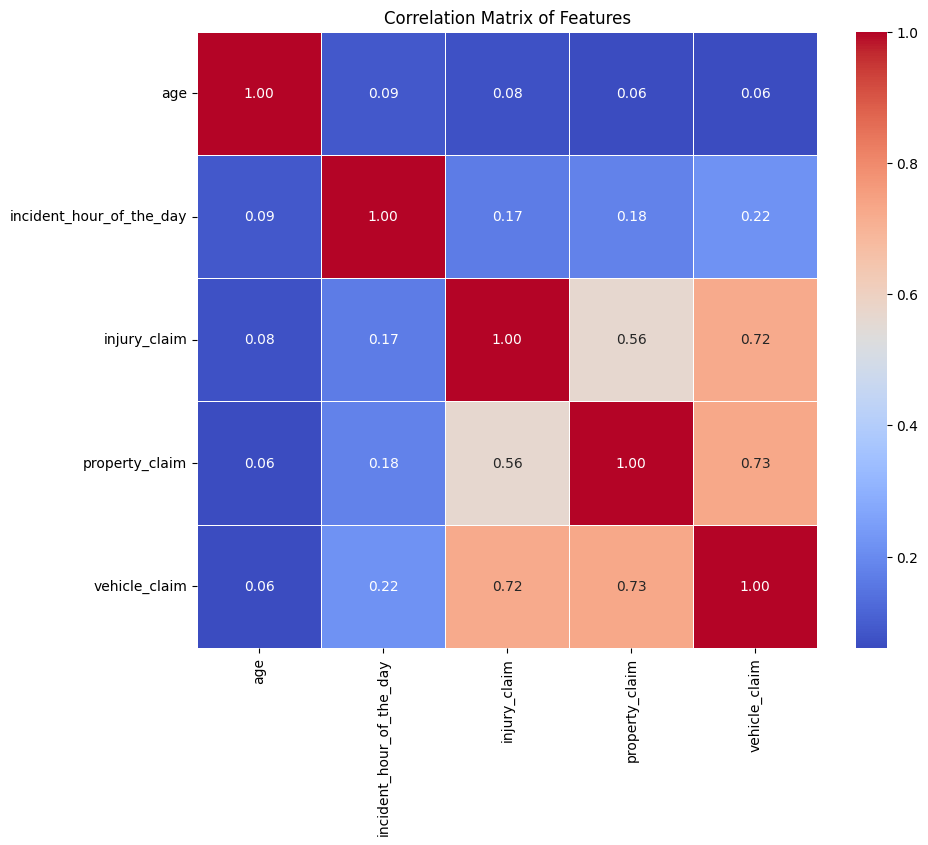 Correlation Matrix of Features
age 1.00 0.09 0.08 0.06 0.06
incident_hour_of_the_day 0.09 1.00 0.17 0.18 0.22
injury_claim 0.08 0.17 1.00 0.56 0.72
property_claim 0.06 0.18 0.56 1.00 0.73
vehicle_claim 0.06 0.22 0.72 0.73 1.00
age incident_hour_of_the_day injury_claim property_claim vehicle_claim
1.0
0.8
0.6
0.4
0.2